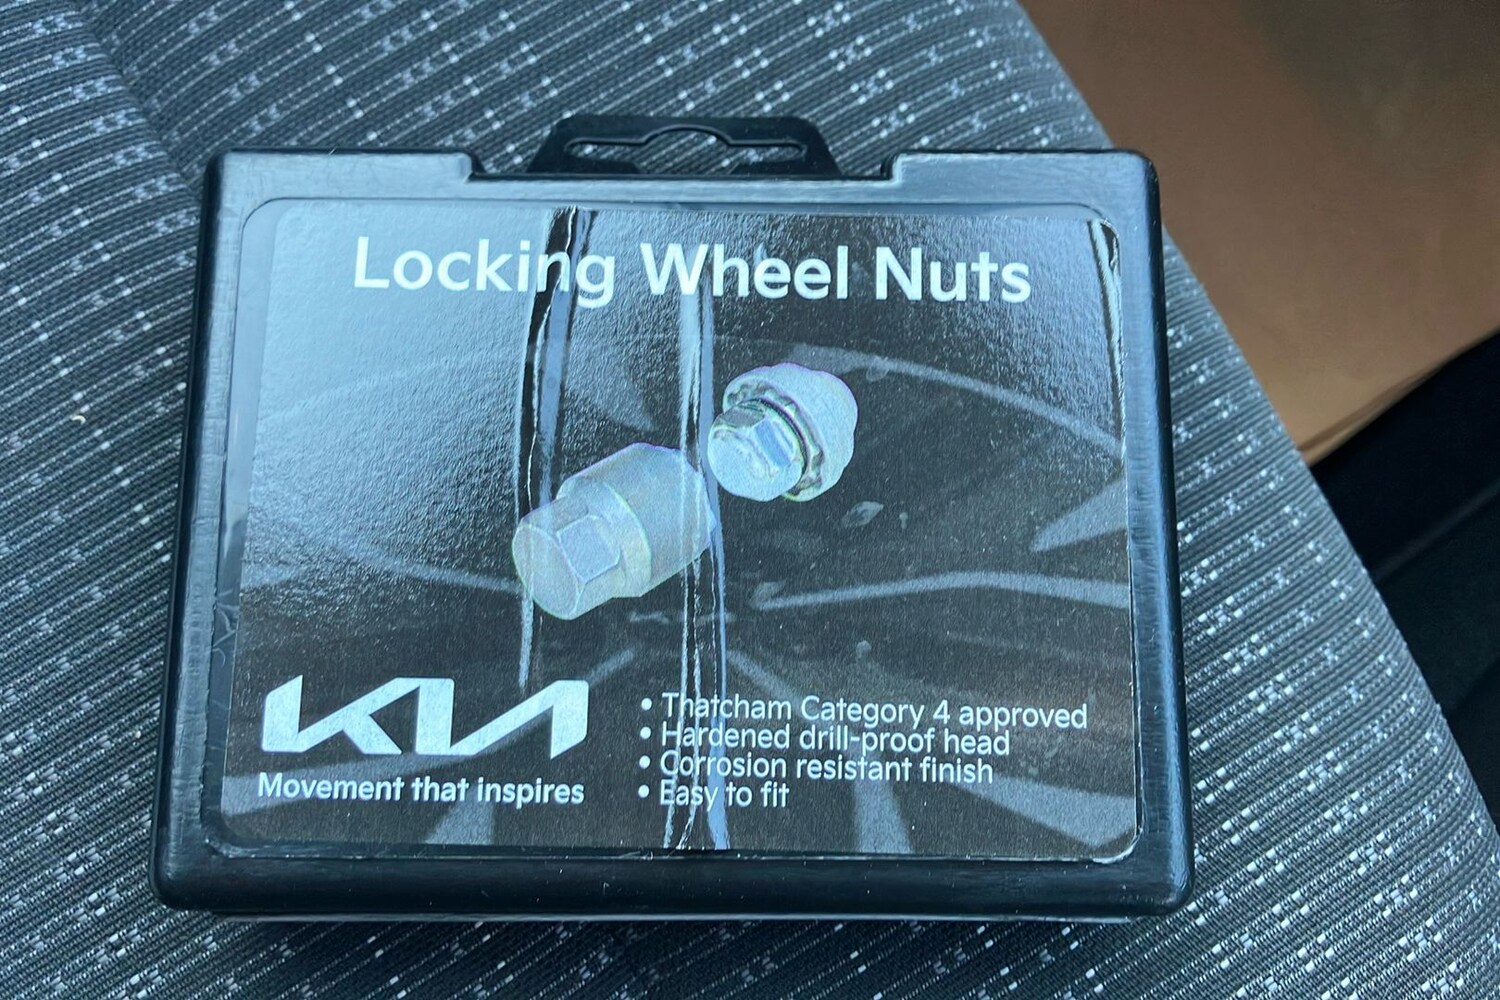 Locking Wheel Nuts
KIA
Movement that inspires
• Thatcham Category 4 approved
• Hardened drill-proof head
• Corrosion resistant finish
• Easy to fit